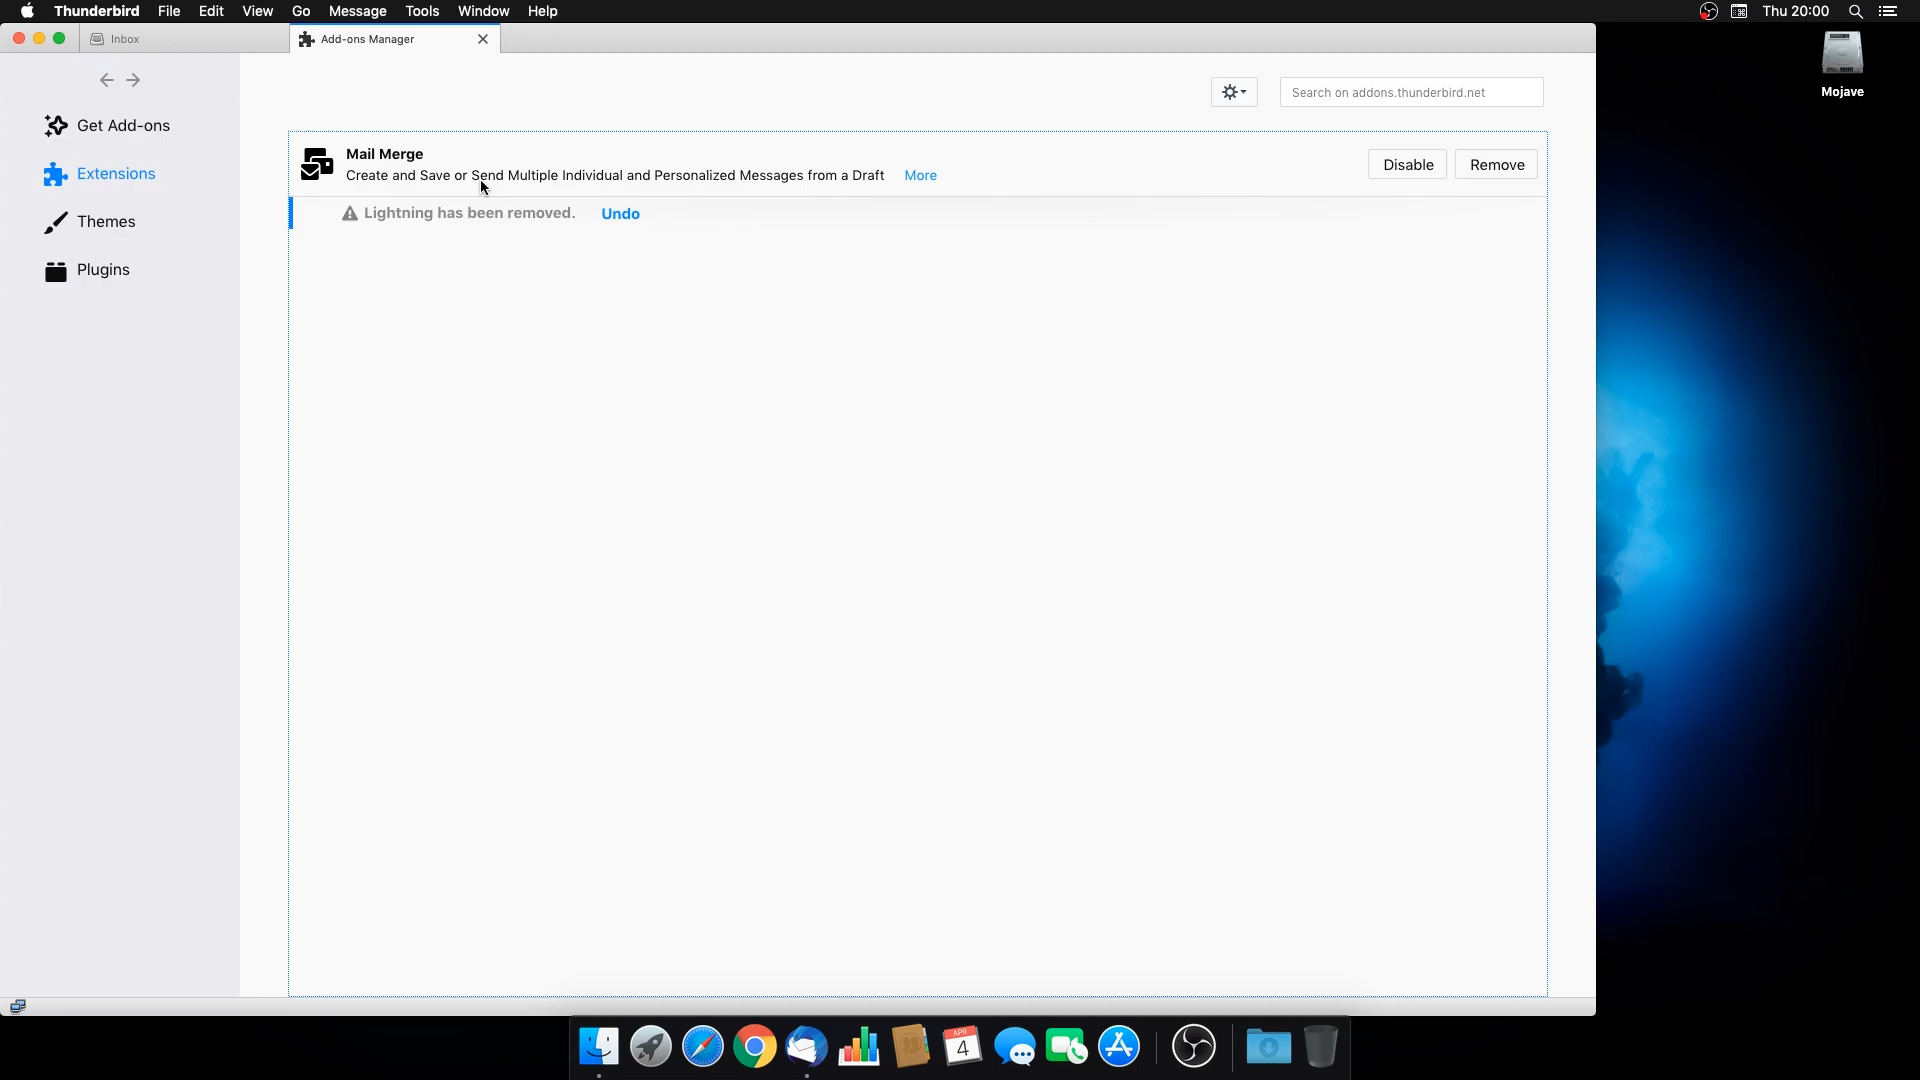 Thunderbird File Edit View Go Message Tools Window Help Thu 20:00
Inbox Add-ons Manager
Mojave
Search on addons.thunderbird.net
Get Add-ons
Extensions
Themes
Plugins
Mail Merge
Create and Save or Send Multiple Individual and Personalized Messages from a Draft More
Disable Remove
Lightning has been removed. Undo
APR
4